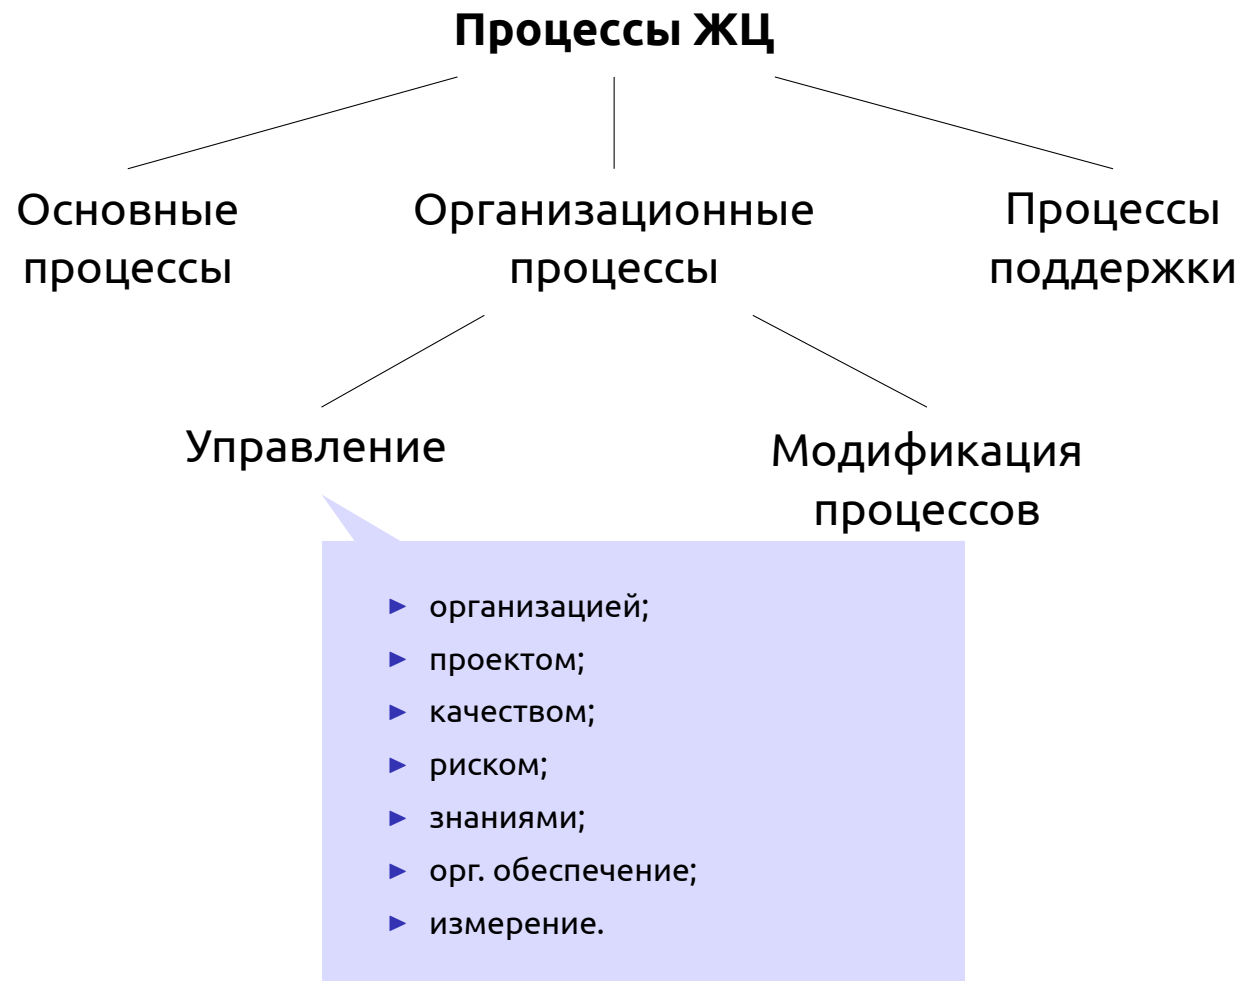 Процессы ЖЦ
Основные
процессы
Организационные
процессы
Процессы
поддержки
Управление
Модификация
процессов
организацией;
проектом;
качеством;
риском;
знаниями;
орг. обеспечение;
измерение.